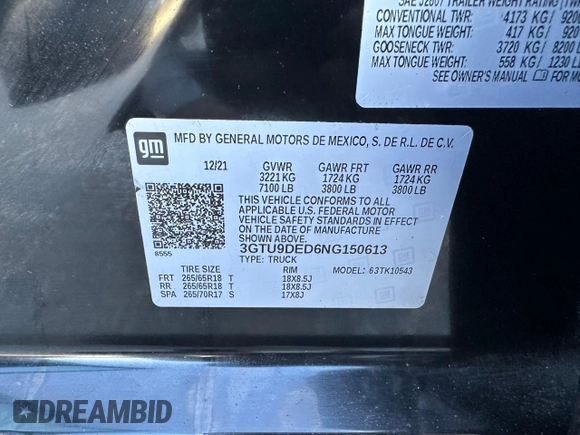 SAE J2807 TRAILER WEIGHT RATING (TW
CONVENTIONAL TWR: 4173 KG / 920
MAX TONGUE WEIGHT: 417 KG / 920
GOOSENECK TWR: 3720 KG / 8200
MAX TONGUE WEIGHT: 558 KG / 1230 LB
SEE OWNER'S MANUAL FOR MO
gm
MFD BY GENERAL MOTORS DE MEXICO, S. DE R.L. DE C.V.
12/21 GVWR GAWR FRT GAWR RR
3221 KG 1724 KG 1724 KG
7100 LB 3800 LB 3800 LB
THIS VEHICLE CONFORMS TO ALL
APPLICABLE U.S. FEDERAL MOTOR
VEHICLE SAFETY STANDARDS IN EFFECT
ON THE DATE OF MANUFACTURE
SHOWN ABOVE.
8555
3GTU9DED6NG150613
TYPE: TRUCK MODEL: 63TK10543
TIRE SIZE RIM
FRT 265/65R18 T 18X8.5J
RR 265/65R18 T 18X8.5J
SPA 265/70R17 S 17X8J
DREAMBID